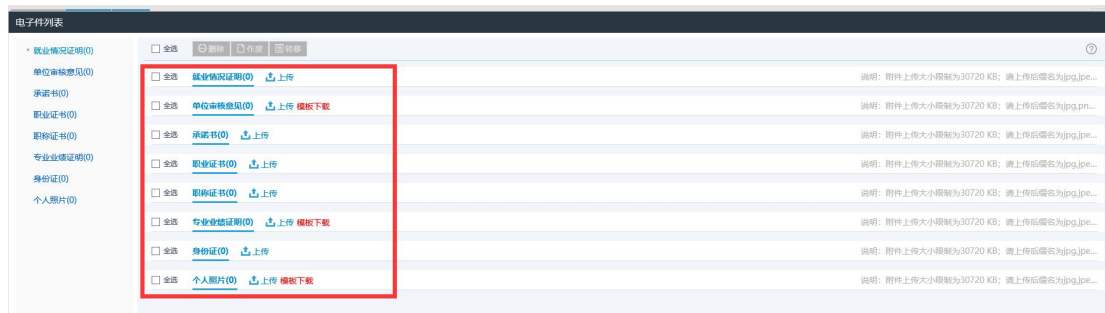 电子件列表
就业情况证明(0)
单位审核意见(0)
承诺书(0)
职业证书(0)
职称证书(0)
专业业绩证明(0)
身份证(0)
个人照片(0)
全选 删除 作废 转移
全选 就业情况证明(0) 上传 说明：附件上传大小限制为30720 KB；请上传后缀名为jpg,jpe...
全选 单位审核意见(0) 上传 模板下载 说明：附件上传大小限制为30720 KB；请上传后缀名为jpg,pn...
全选 承诺书(0) 上传 说明：附件上传大小限制为30720 KB；请上传后缀名为jpg,jpe...
全选 职业证书(0) 上传 说明：附件上传大小限制为30720 KB；请上传后缀名为jpg,jpe...
全选 职称证书(0) 上传 说明：附件上传大小限制为30720 KB；请上传后缀名为jpg,jpe...
全选 专业业绩证明(0) 上传 模板下载 说明：附件上传大小限制为30720 KB；请上传后缀名为jpg,jpe...
全选 身份证(0) 上传 说明：附件上传大小限制为30720 KB；请上传后缀名为jpg,jpe...
全选 个人照片(0) 上传 模板下载 说明：附件上传大小限制为30720 KB；请上传后缀名为jpg,jpe...